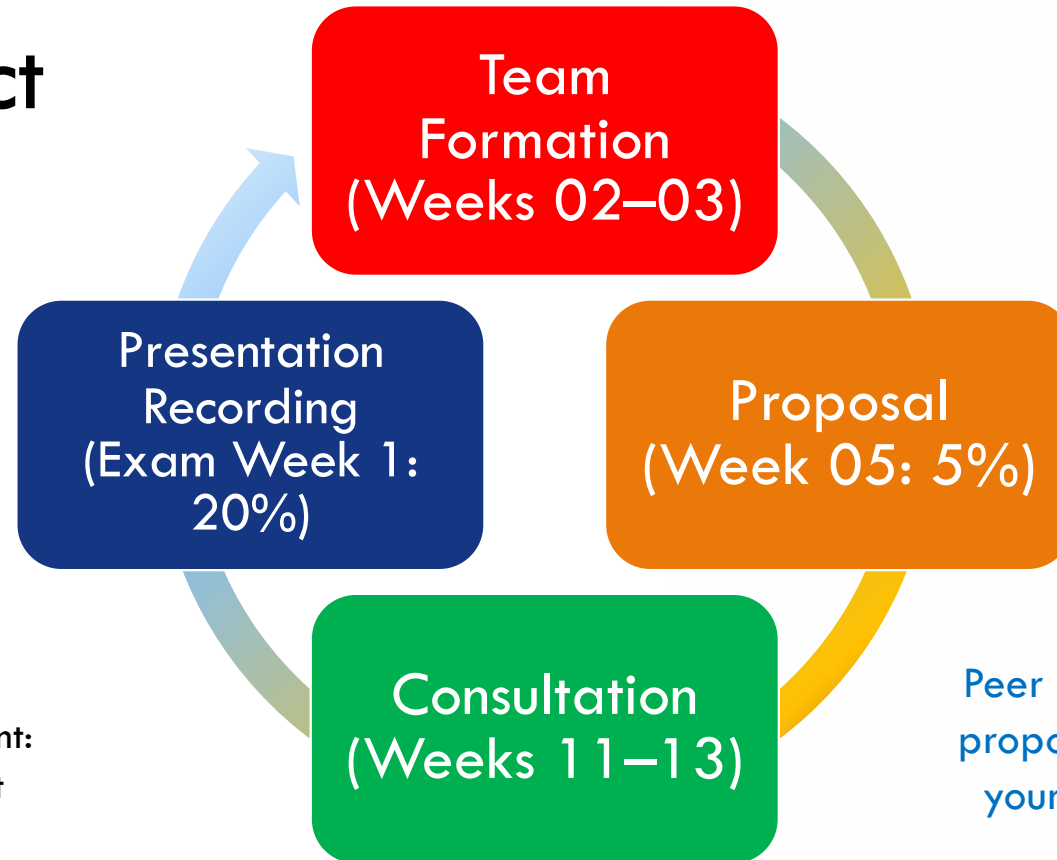 ct
Team
Formation
(Weeks 02–03)
Presentation
Recording
(Exam Week 1:
20%)
Proposal
(Week 05: 5%)
Consultation
(Weeks 11–13)
nt:
t
Peer
propo
your